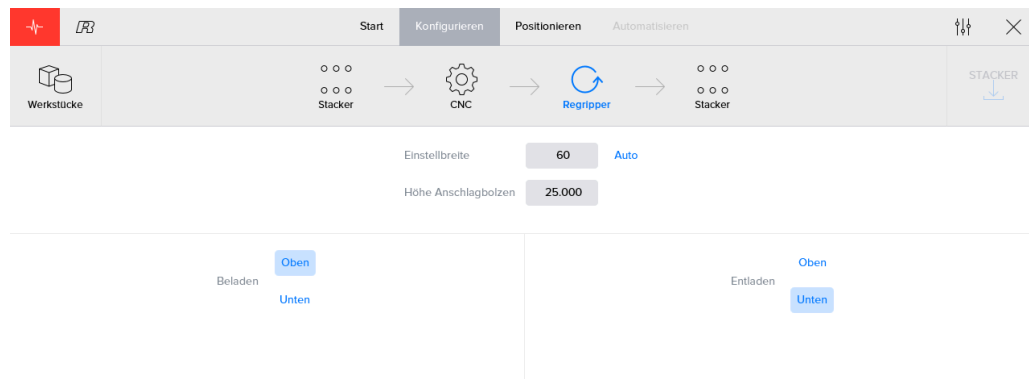 Start Konfigurieren Positionieren Automatisieren
Werkstücke
Stacker CNC Regripper Stacker
STACKER
Einstellbreite 60 Auto
Höhe Anschlagbolzen 25.000
Oben
Beladen
Unten
Oben
Entladen
Unten